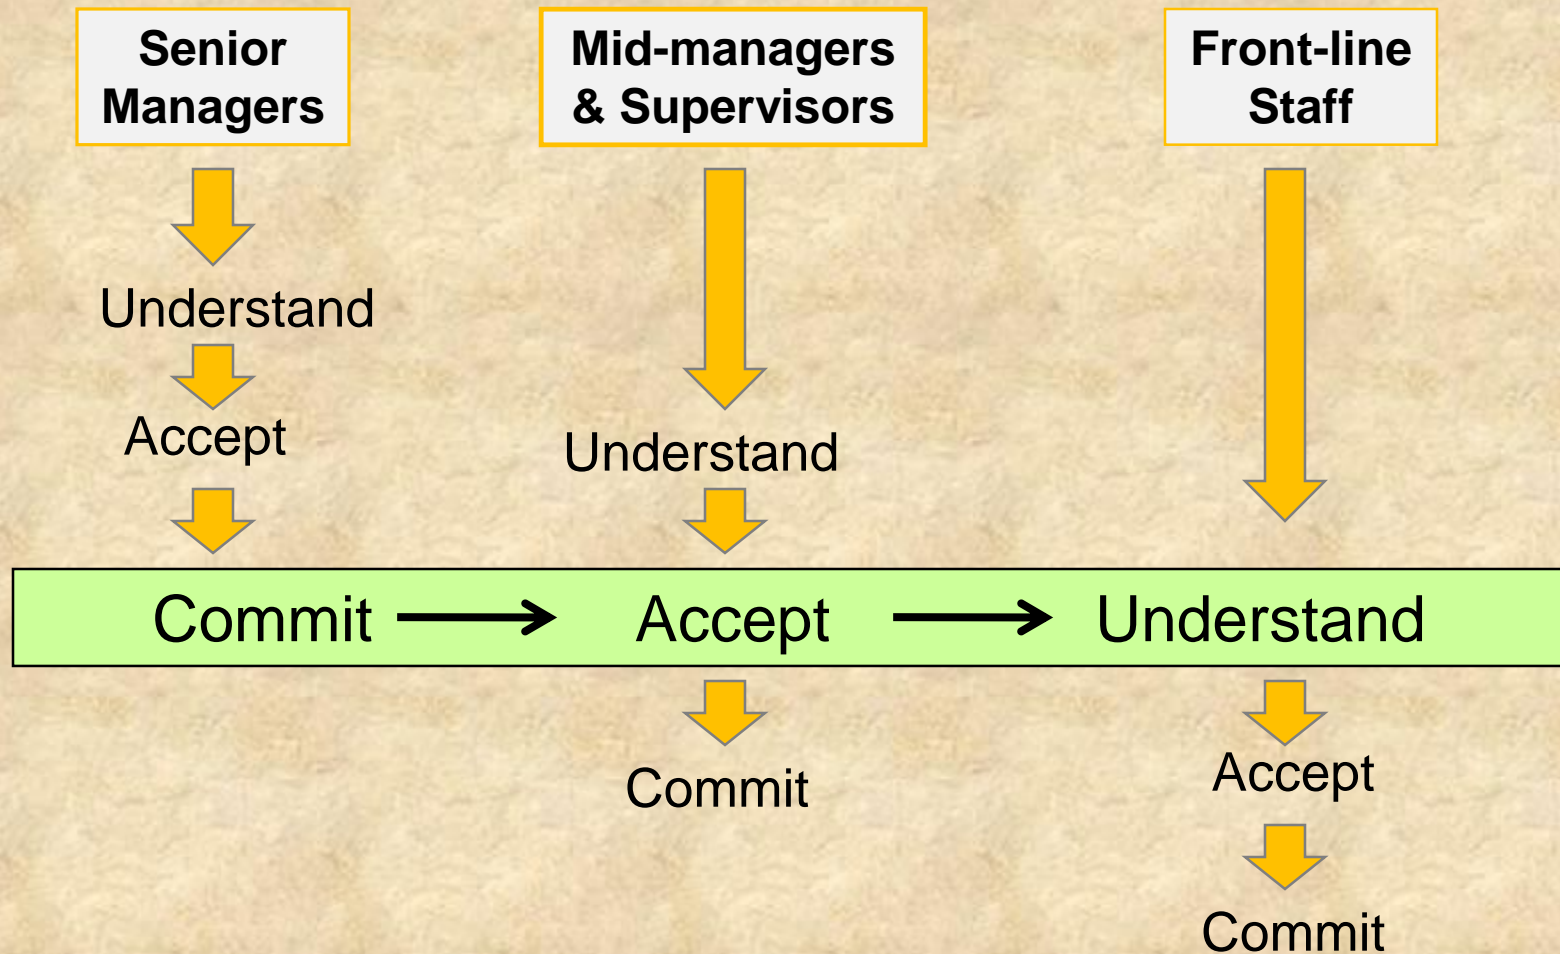 Senior
Managers
Mid-managers
& Supervisors
Front-line
Staff
Understand
Accept
Understand
Commit
Accept
Understand
Commit
Accept
Commit